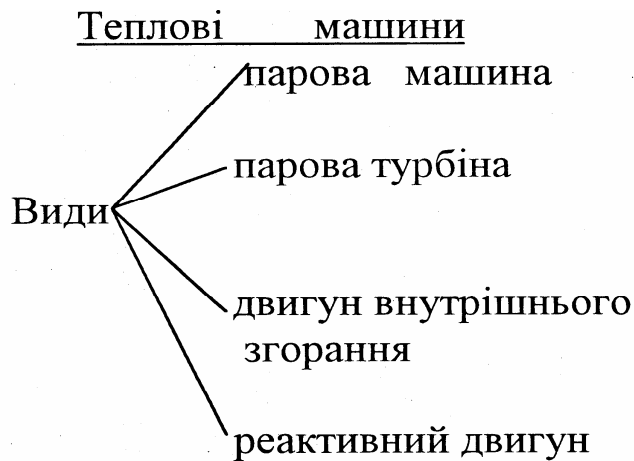 Теплові машини
парова машина
парова турбіна
Види
двигун внутрішнього
згорання
реактивний двигун